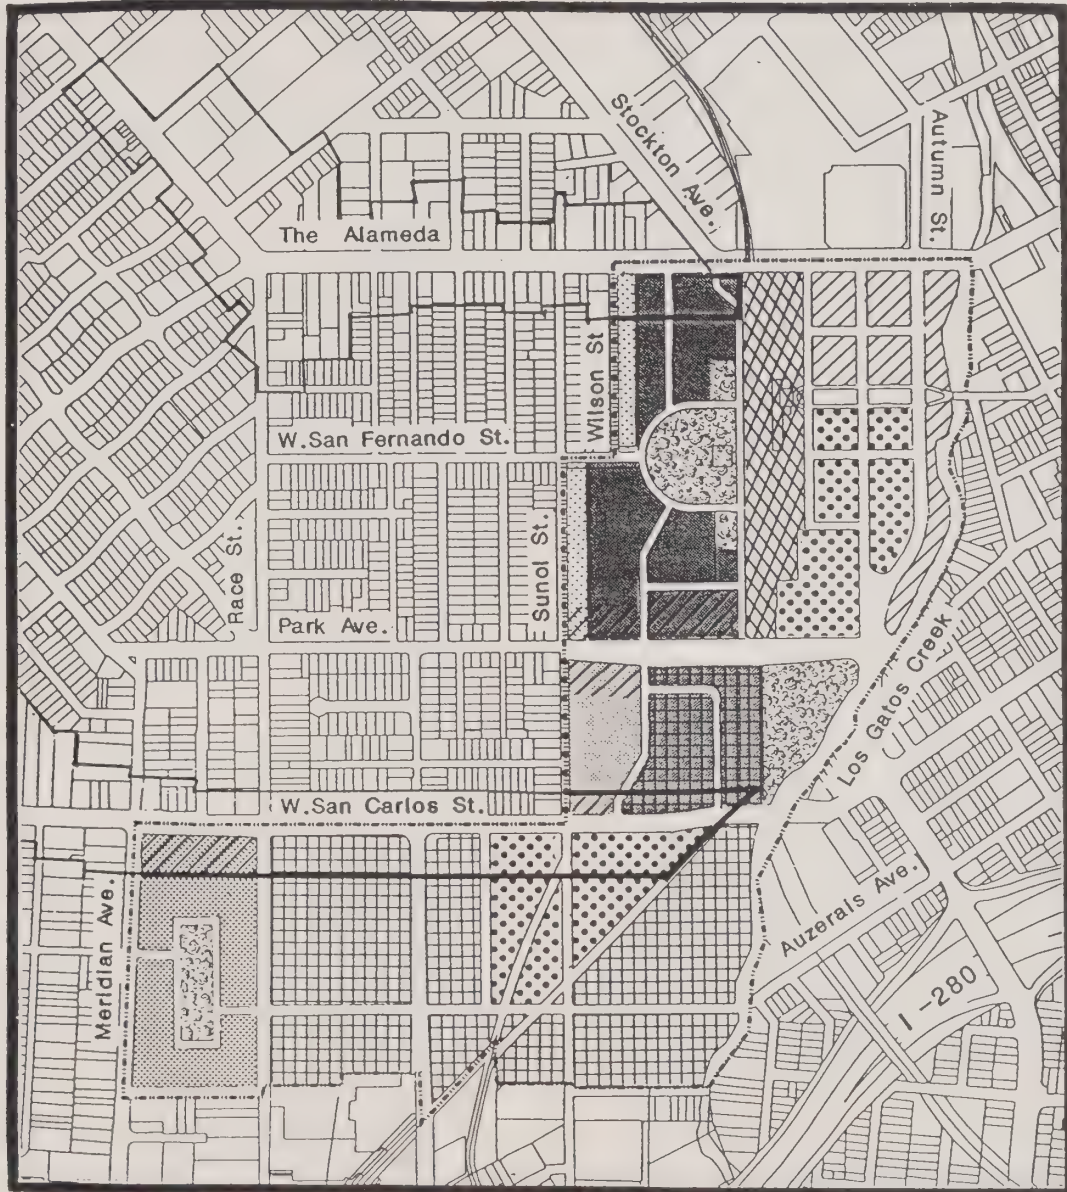 Stockton Ave.
Autumn St.
The Alameda
Wilson St
W.San Fernando St.
Race St.
Sunol St.
Park Ave.
Los Gatos Creek
W.San Carlos St.
Meridian Ave.
Auzerais Ave.
I-280